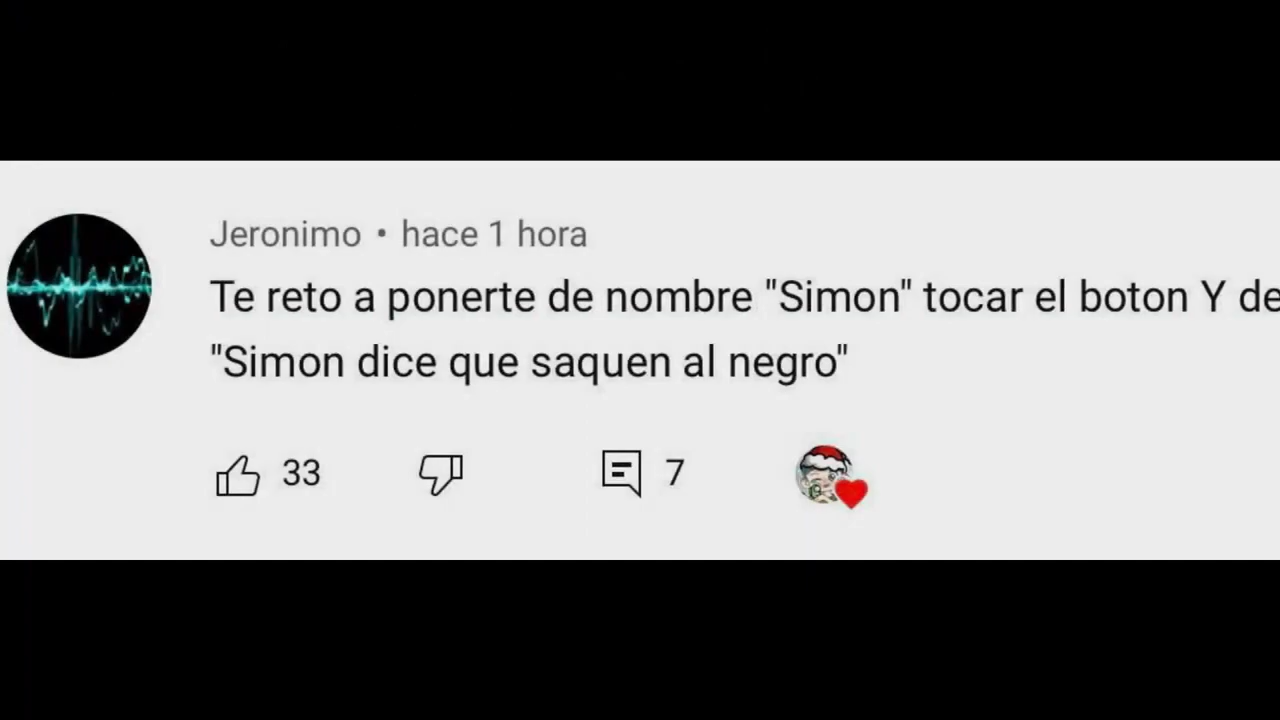 Jeronimo • hace 1 hora
Te reto a ponerte de nombre "Simon" tocar el boton Y de
"Simon dice que saquen al negro"
33 7